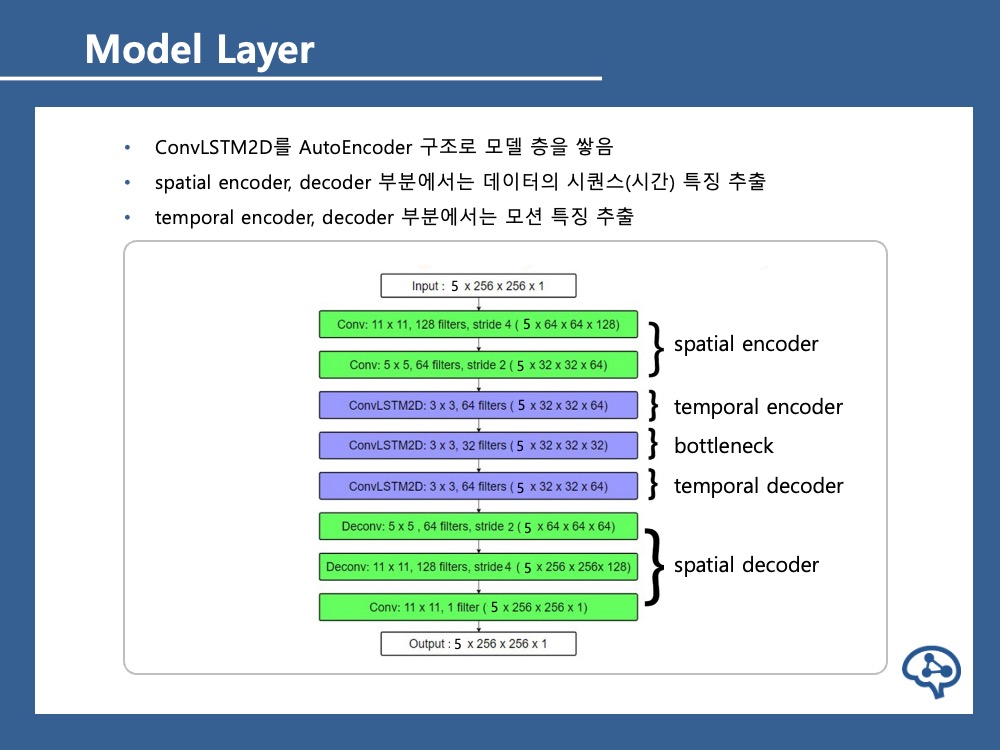 Model Layer
• ConvLSTM2D를 AutoEncoder 구조로 모델 층을 쌓음
• spatial encoder, decoder 부분에서는 데이터의 시퀀스(시간) 특징 추출
• temporal encoder, decoder 부분에서는 모션 특징 추출
Input : 5 x 256 x 256 x 1
Conv: 11 x 11, 128 filters, stride 4 ( 5 x 64 x 64 x 128)
Conv: 5 x 5, 64 filters, stride 2 ( 5 x 32 x 32 x 64)
spatial encoder
ConvLSTM2D: 3 x 3, 64 filters ( 5 x 32 x 32 x 64)
temporal encoder
ConvLSTM2D: 3 x 3, 32 filters ( 5 x 32 x 32 x 32)
bottleneck
ConvLSTM2D: 3 x 3, 64 filters ( 5 x 32 x 32 x 64)
temporal decoder
Deconv: 5 x 5 , 64 filters, stride 2 ( 5 x 64 x 64 x 64)
Deconv: 11 x 11, 128 filters, stride 4 ( 5 x 256 x 256x 128)
spatial decoder
Conv: 11 x 11, 1 filter ( 5 x 256 x 256 x 1)
Output : 5 x 256 x 256 x 1